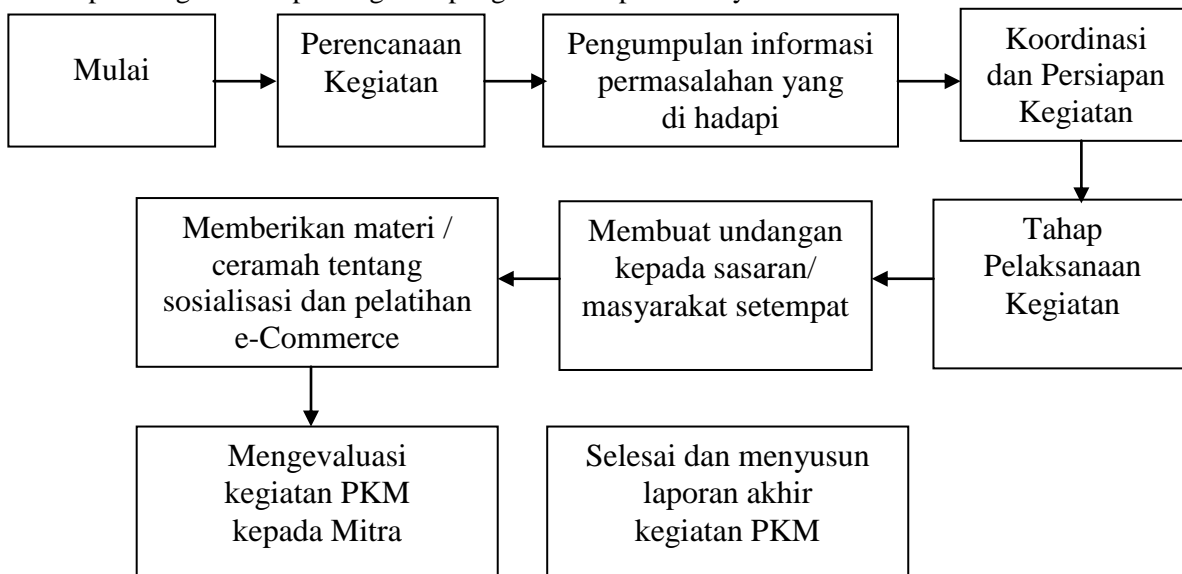 Mulai
Perencanaan
Kegiatan
Pengumpulan informasi
permasalahan yang
di hadapi
Koordinasi
dan Persiapan
Kegiatan
Tahap
Pelaksanaan
Kegiatan
Membuat undangan
kepada sasaran/
masyarakat setempat
Memberikan materi /
ceramah tentang
sosialisasi dan pelatihan
e-Commerce
Mengevaluasi
kegiatan PKM
kepada Mitra
Selesai dan menyusun
laporan akhir
kegiatan PKM